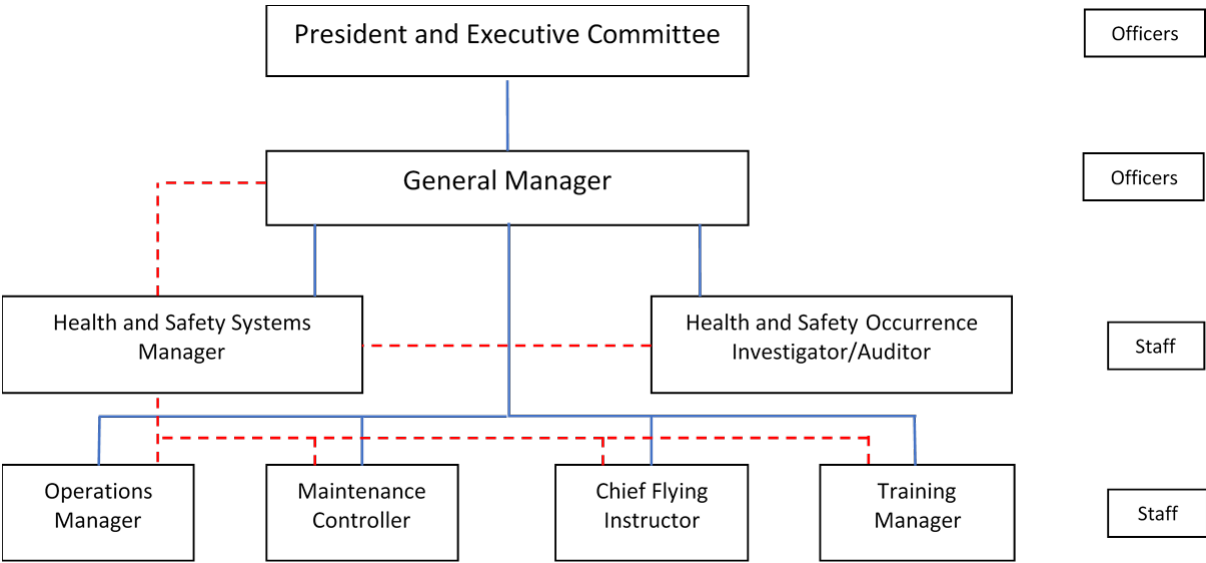 President and Executive Committee
Officers
General Manager
Officers
Health and Safety Systems
Manager
Health and Safety Occurrence
Investigator/Auditor
Staff
Operations
Manager
Maintenance
Controller
Chief Flying
Instructor
Training
Manager
Staff